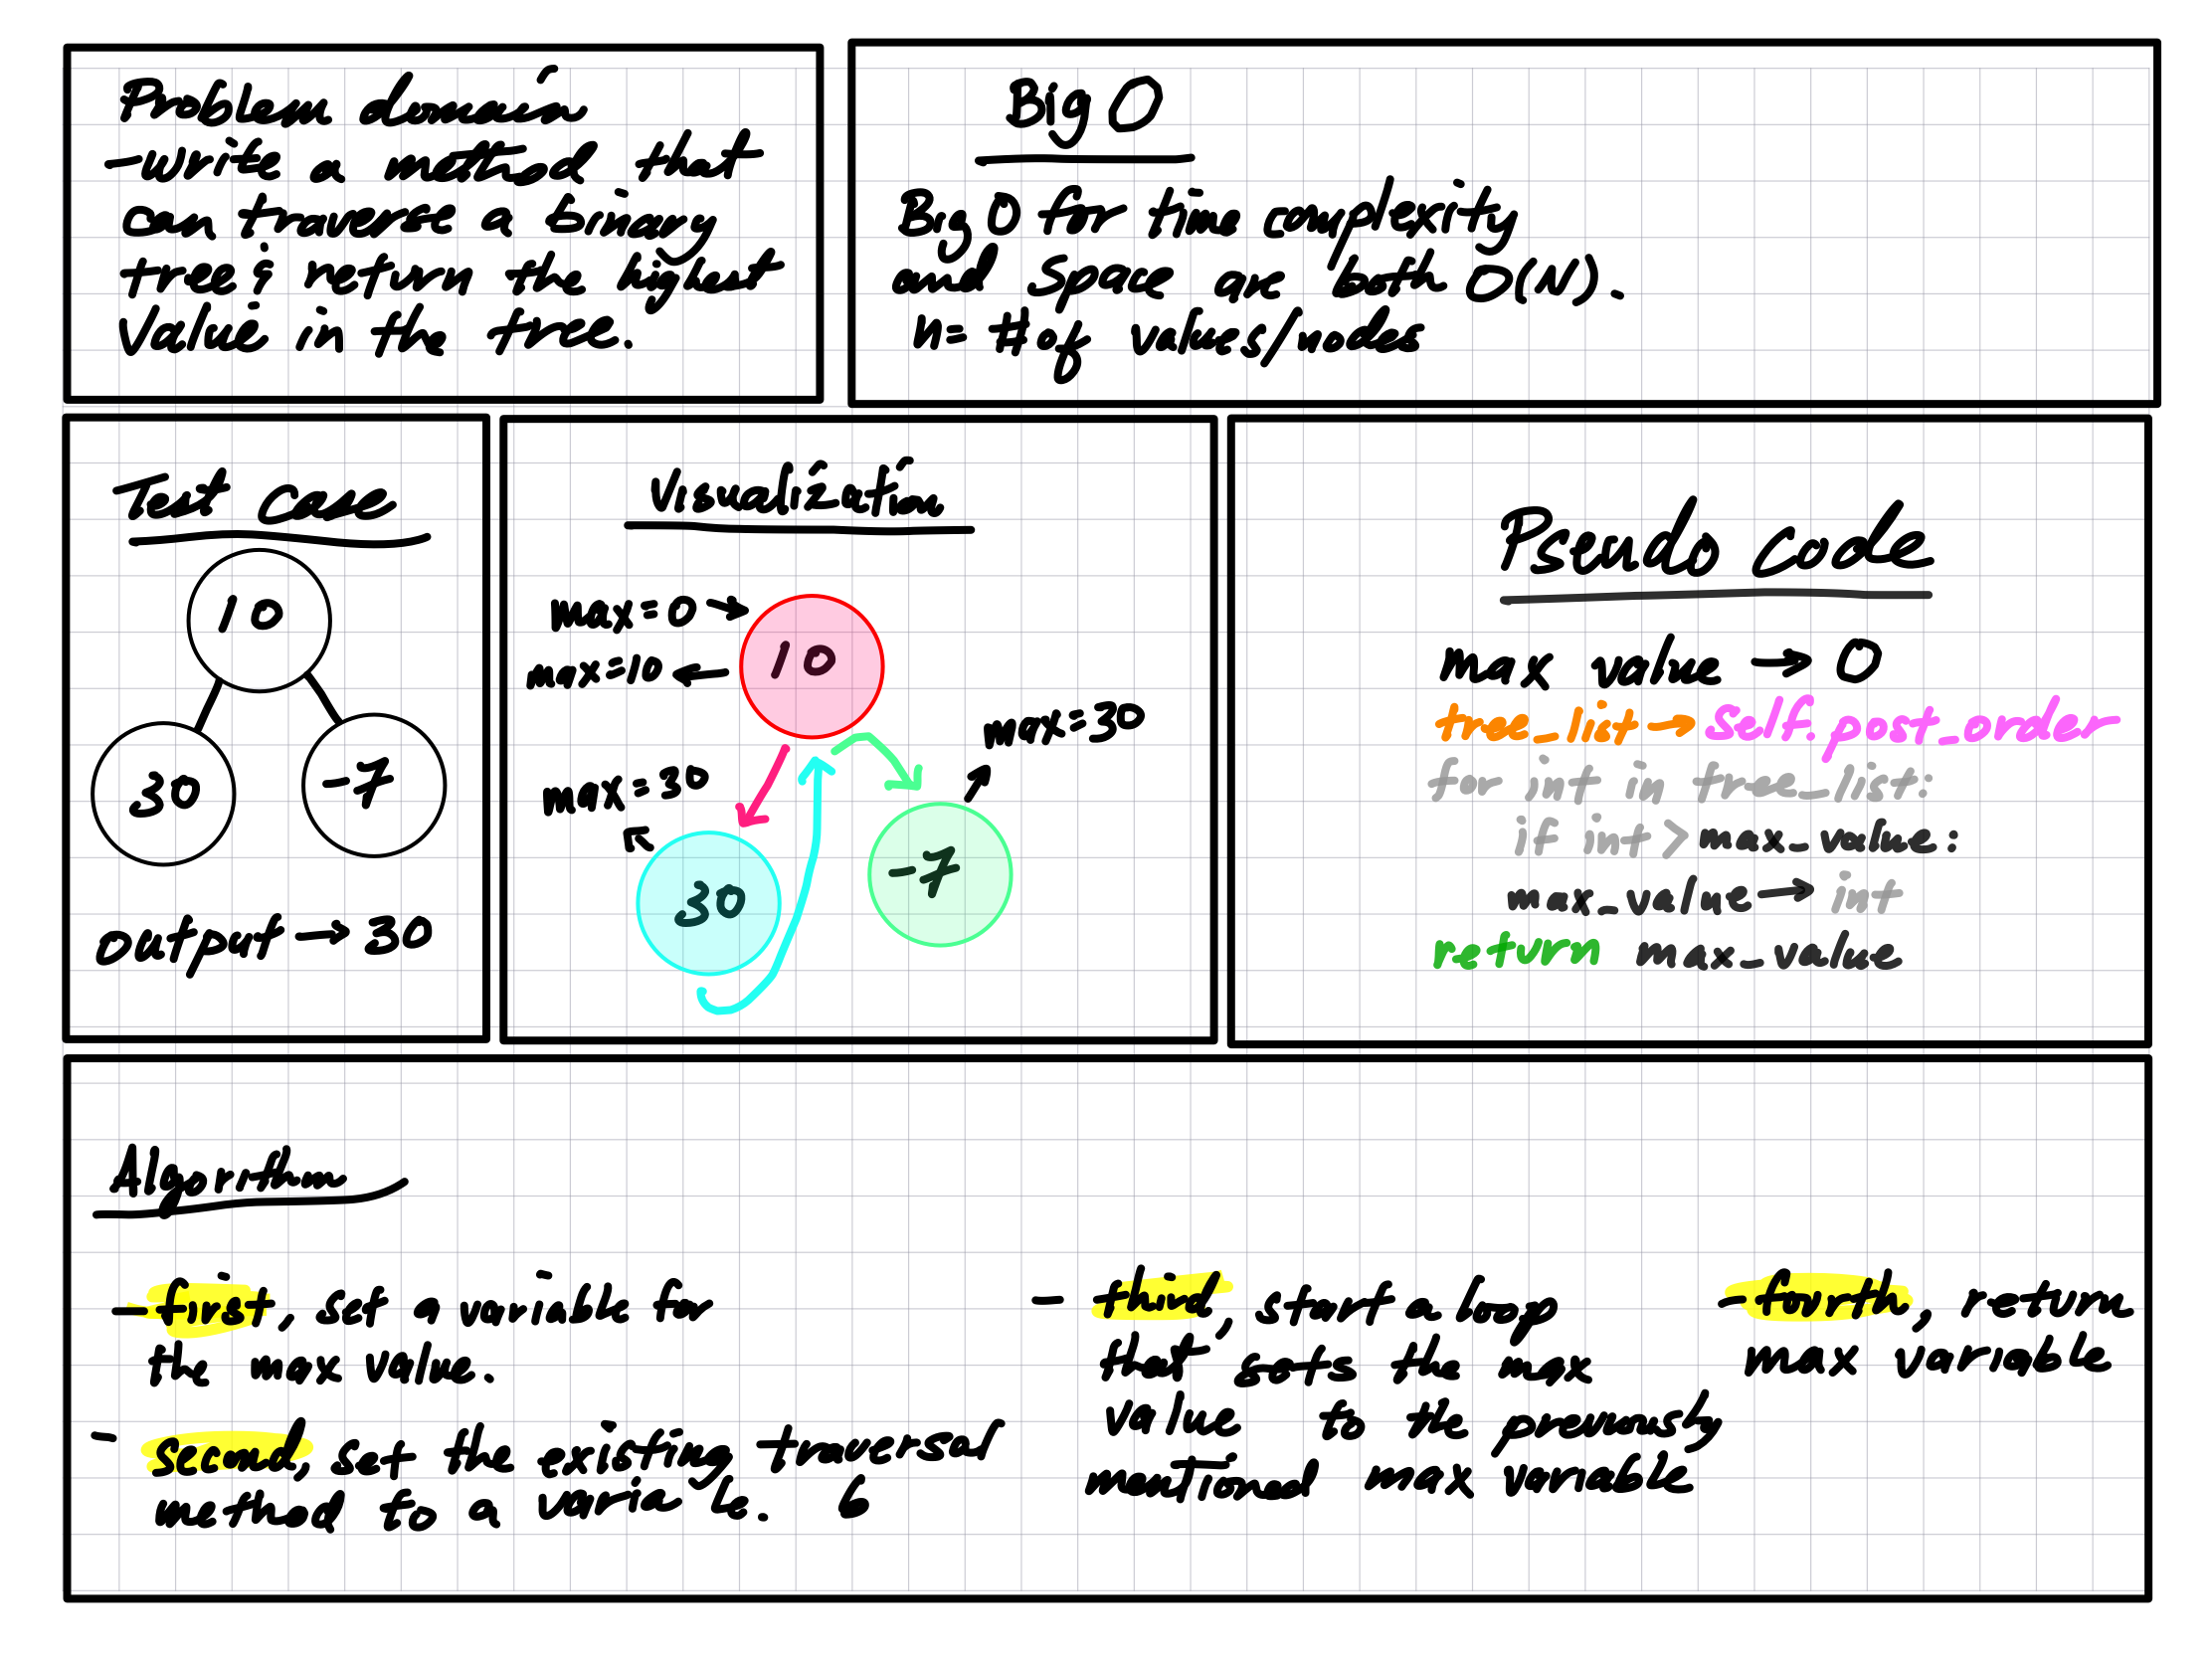 Problem domain
-write a method that
can traverse a binary
tree & return the highest
value in the tree.
Big O
Big O for time complexity
and space are both O(N).
n= # of values/nodes
Test Case
10
30
-7
output → 30
Visualization
max=0 →
10
max=10 ←
max=30
max=30
30
-7
Pseudo code
max value → 0
tree_list → self.post_order
for int in tree_list:
if int > max_value:
max_value → int
return max_value
Algorithm
- first, set a variable for
the max value.
- second, set the existing traversal
method to a varia le. b
- third, start a loop
that sets the max
value to the previously
mentioned max variable
- fourth, return
max variable